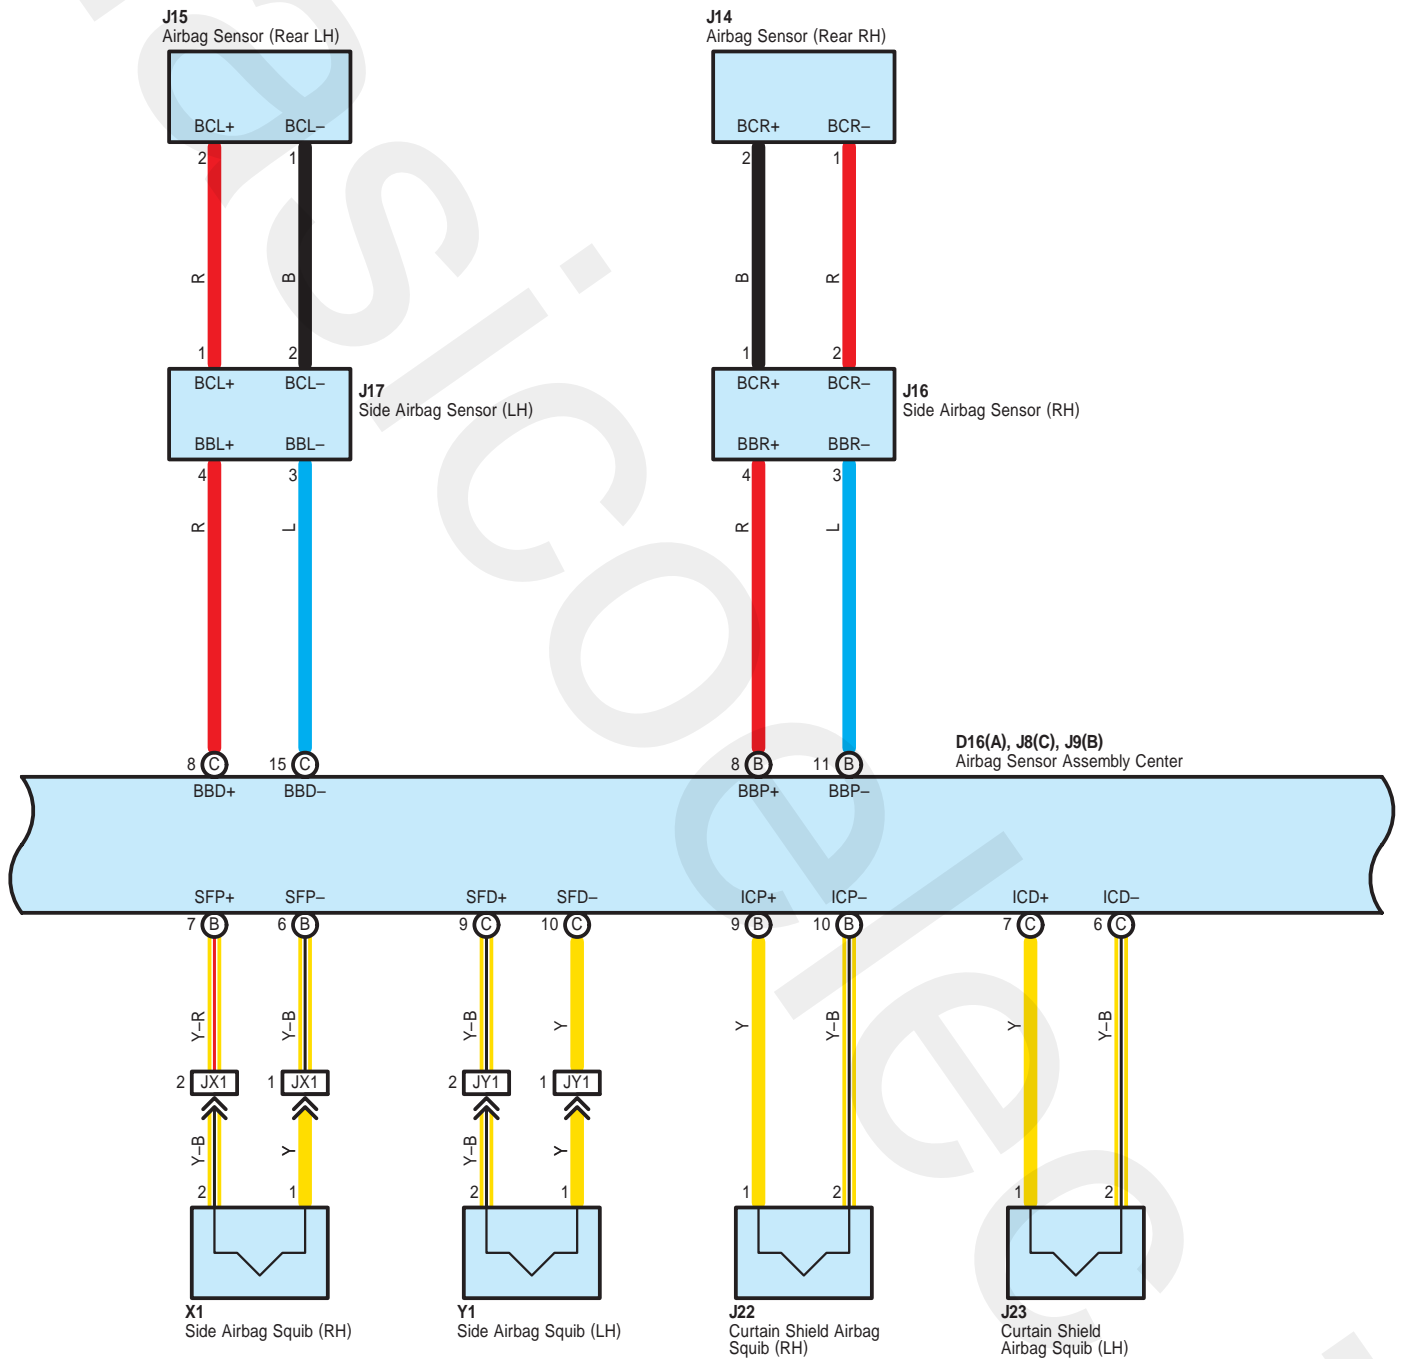 J15
Airbag Sensor (Rear LH)
J14
Airbag Sensor (Rear RH)
BCL+ BCL– BCR+ BCR–
2 1 2 1
R B B R
1 2 1 2
BCL+ BCL– BCR+ BCR–
J17
Side Airbag Sensor (LH)
J16
Side Airbag Sensor (RH)
BBL+ BBL– BBR+ BBR–
4 3 4 3
R L R L
D16(A), J8(C), J9(B)
Airbag Sensor Assembly Center
8 C 15 C 8 B 11 B
BBD+ BBD– BBP+ BBP–
SFP+ SFP– SFD+ SFD– ICP+ ICP– ICD+ ICD–
7 B 6 B 9 C 10 C 9 B 10 B 7 C 6 C
Y–R Y–B Y–B Y Y Y–B Y Y–B
2 JX1 1 JX1 2 JY1 1 JY1
Y–B Y Y–B Y
2 1 2 1 1 2 1 2
X1
Side Airbag Squib (RH)
Y1
Side Airbag Squib (LH)
J22
Curtain Shield Airbag
Squib (RH)
J23
Curtain Shield
Airbag Squib (LH)